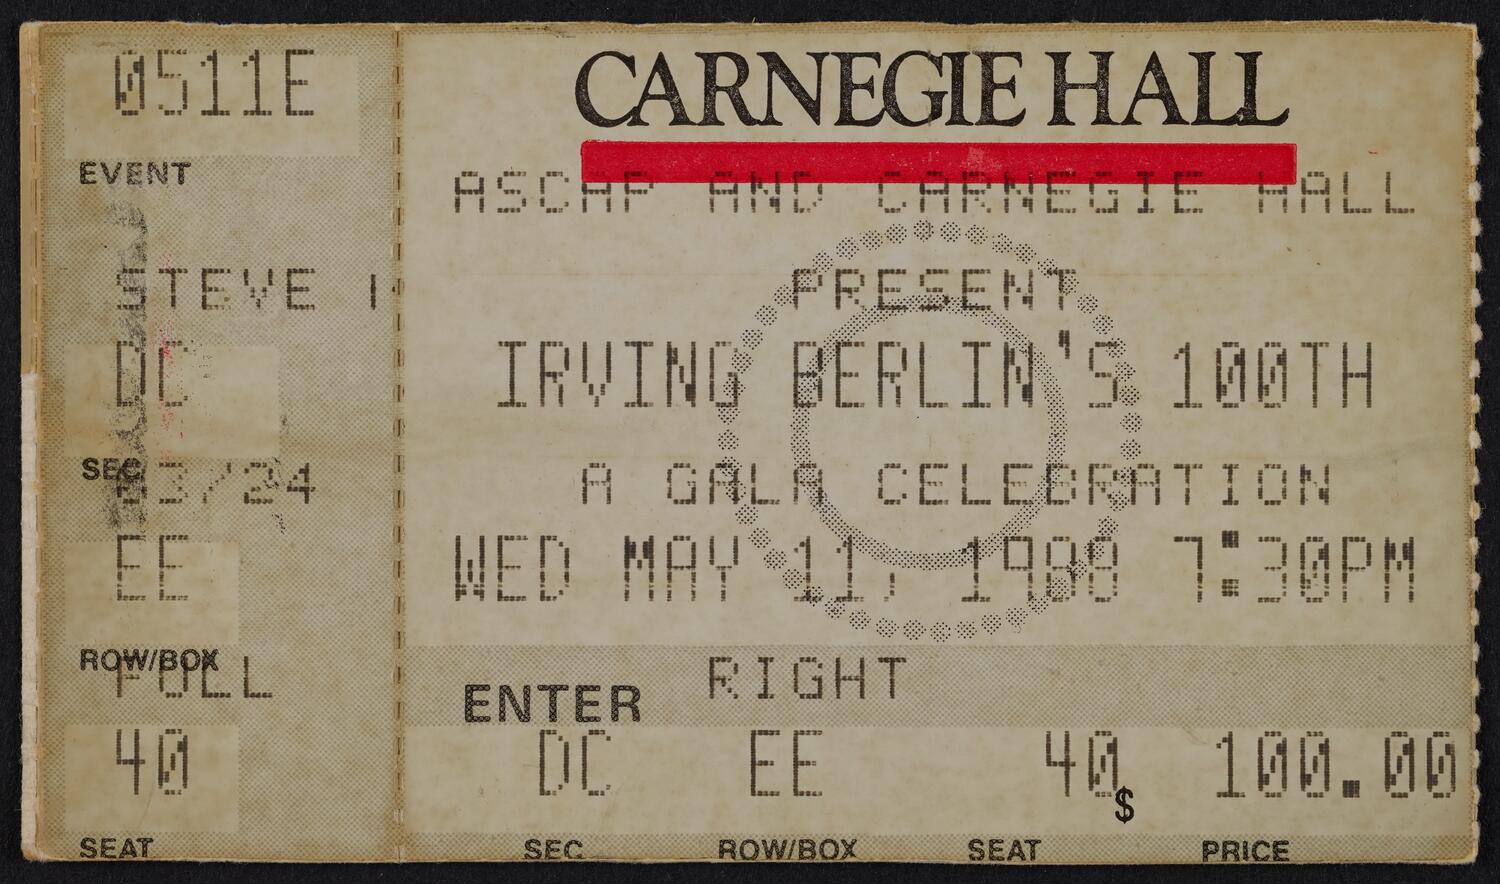 0511E
EVENT
STEVE
DC
SEC
3/24
EE
ROW/BOX
FULL
40
SEAT
CARNEGIE HALL
ASCAP AND CARNEGIE HALL
PRESENT
IRVING BERLIN'S 100TH
A GALA CELEBRATION
WED MAY 11, 1988 7:30PM
ENTER RIGHT
DC EE 40 $ 100.00
SEC ROW/BOX SEAT PRICE